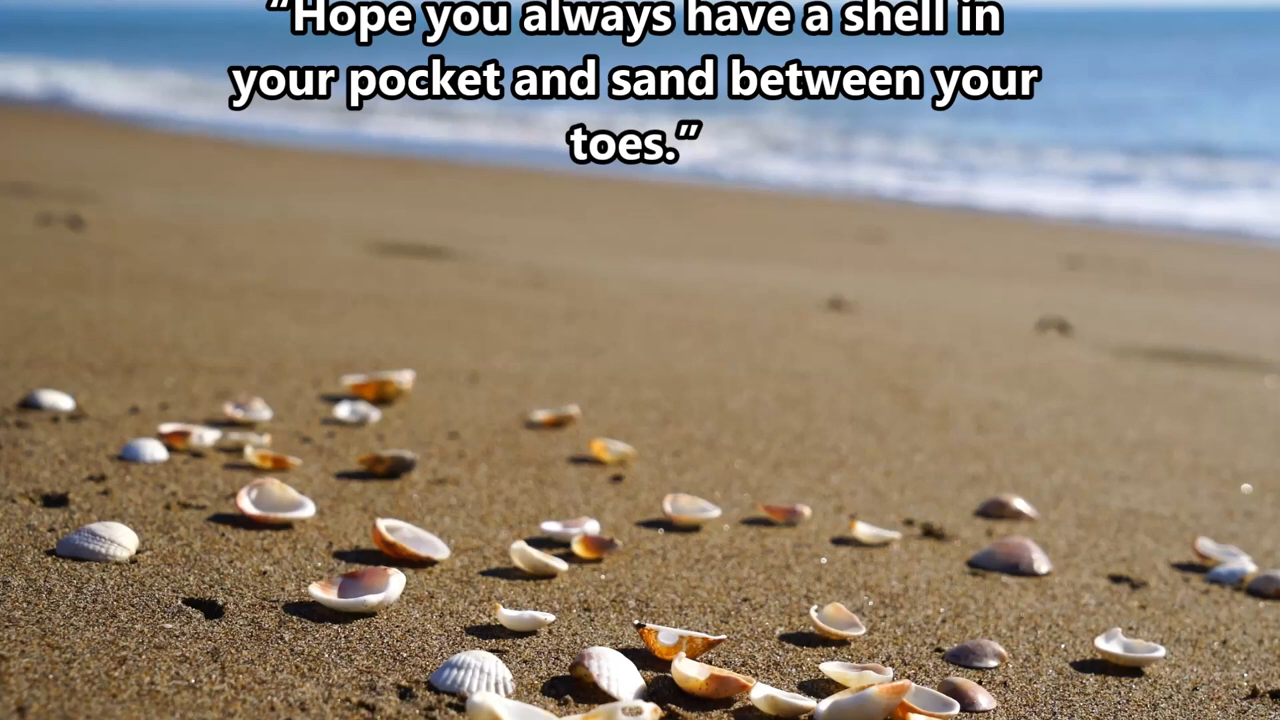 “Hope you always have a shell in
your pocket and sand between your
toes.”